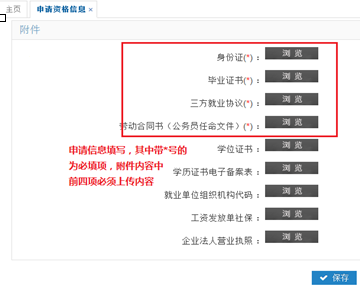 主页 申请资格信息 ×
附件
身份证(*) : 浏 览
毕业证书(*) : 浏 览
三方就业协议(*) : 浏 览
劳动合同书（公务员任命文件）(*) : 浏 览
申请信息填写，其中带*号的
为必填项，附件内容中
前四项必须上传内容
学位证书 : 浏 览
学历证书电子备案表 : 浏 览
就业单位组织机构代码 : 浏 览
工资发放单社保 : 浏 览
企业法人营业执照 : 浏 览
保存